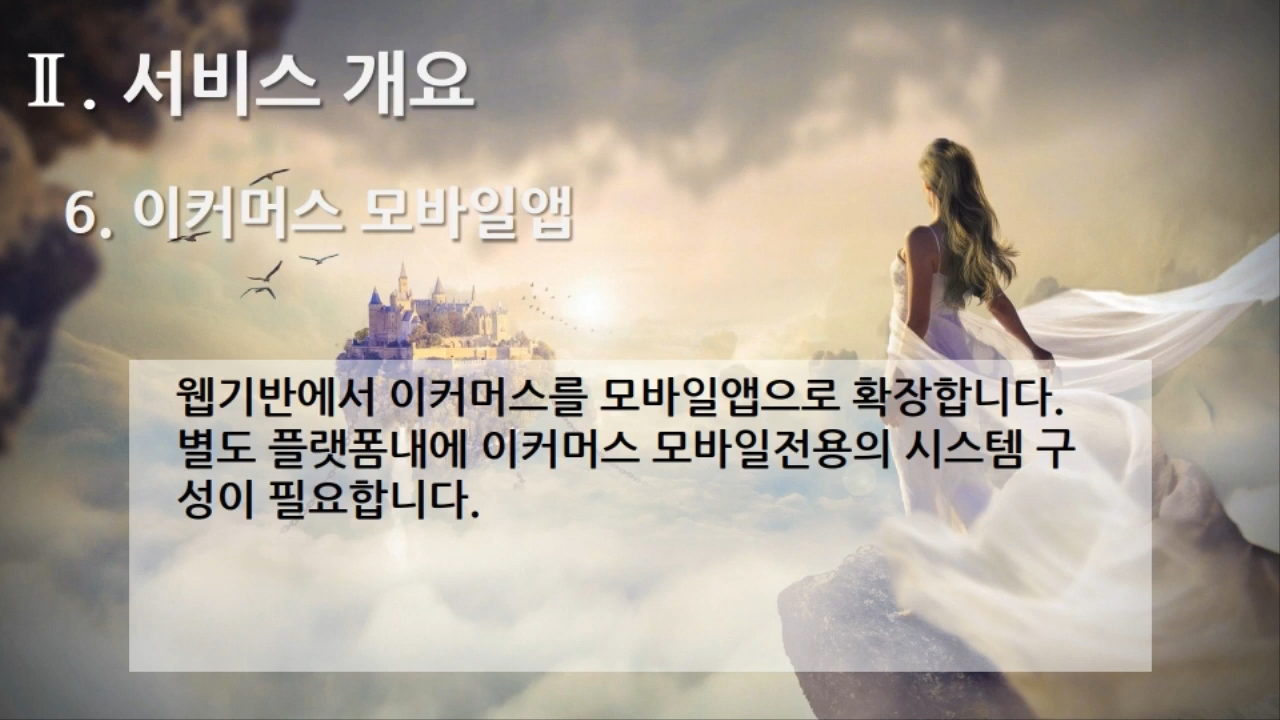 Ⅱ. 서비스 개요
6. 이커머스 모바일앱
웹기반에서 이커머스를 모바일앱으로 확장합니다.
별도 플랫폼내에 이커머스 모바일전용의 시스템 구
성이 필요합니다.